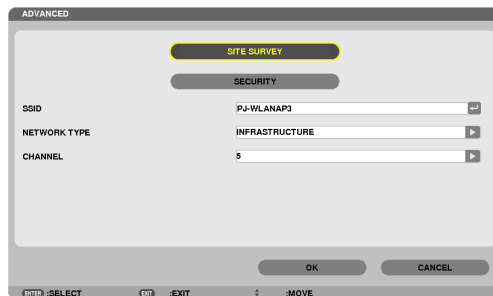 ADVANCED
SITE SURVEY
SECURITY
SSID PJ-WLANAP3
NETWORK TYPE INFRASTRUCTURE
CHANNEL 5
OK CANCEL
ENTER :SELECT EXIT :EXIT :MOVE